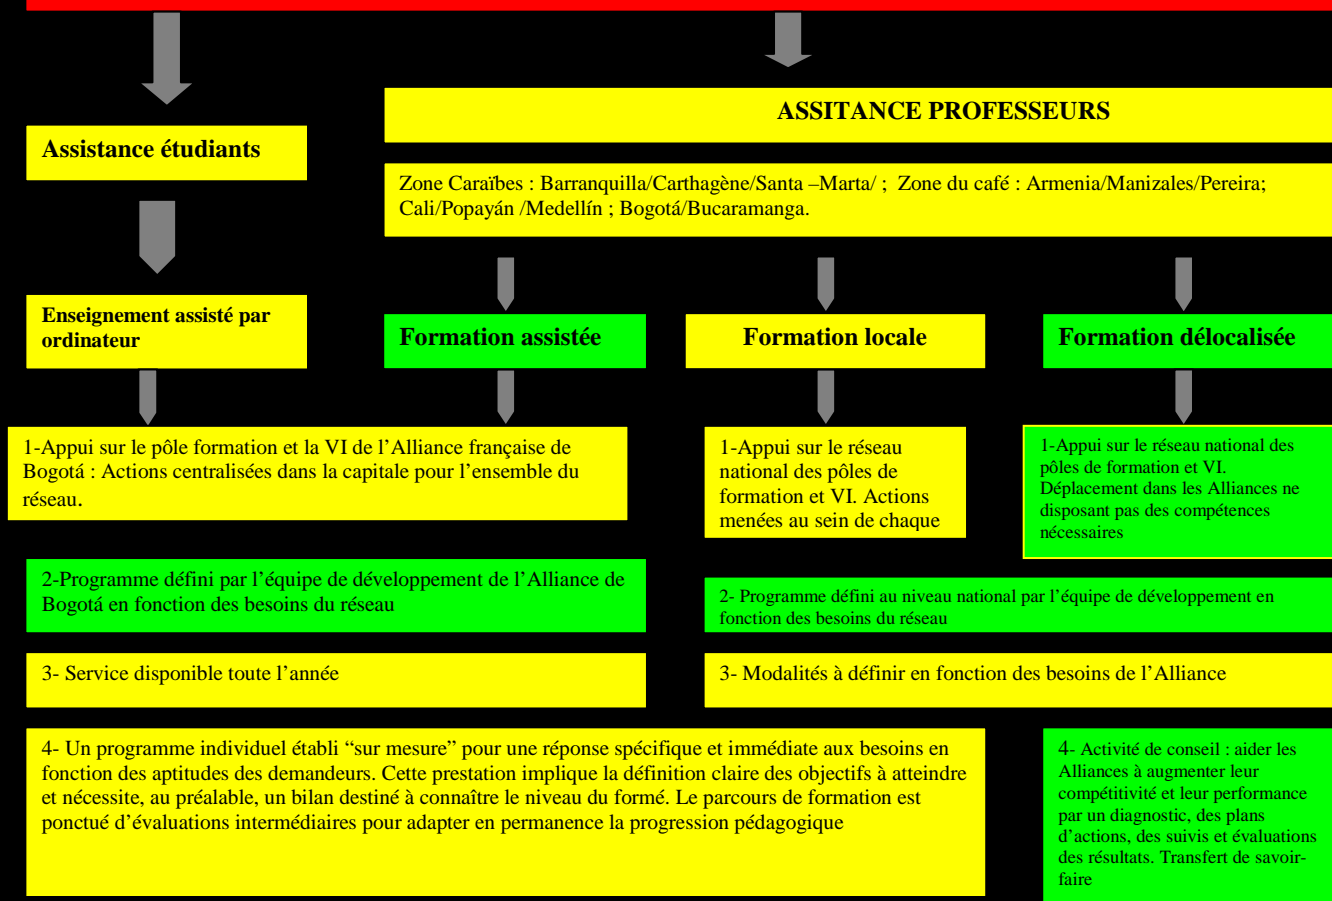 ASSITANCE PROFESSEURS
Assistance étudiants
Zone Caraïbes : Barranquilla/Carthagène/Santa –Marta/ ; Zone du café : Armenia/Manizales/Pereira;
Cali/Popayán /Medellín ; Bogotá/Bucaramanga.
Enseignement assisté par
ordinateur
Formation assistée
Formation locale
Formation délocalisée
1-Appui sur le pôle formation et la VI de l’Alliance française de
Bogotá : Actions centralisées dans la capitale pour l’ensemble du
réseau.
1-Appui sur le réseau
national des pôles de
formation et VI. Actions
menées au sein de chaque
1-Appui sur le réseau national des
pôles de formation et VI.
Déplacement dans les Alliances ne
disposant pas des compétences
nécessaires
2-Programme défini par l’équipe de développement de l’Alliance de
Bogotá en fonction des besoins du réseau
2- Programme défini au niveau national par l’équipe de développement en
fonction des besoins du réseau
3- Service disponible toute l’année
3- Modalités à définir en fonction des besoins de l’Alliance
4- Un programme individuel établi “sur mesure” pour une réponse spécifique et immédiate aux besoins en
fonction des aptitudes des demandeurs. Cette prestation implique la définition claire des objectifs à atteindre
et nécessite, au préalable, un bilan destiné à connaître le niveau du formé. Le parcours de formation est
ponctué d’évaluations intermédiaires pour adapter en permanence la progression pédagogique
4- Activité de conseil : aider les
Alliances à augmenter leur
compétitivité et leur performance
par un diagnostic, des plans
d’actions, des suivis et évaluations
des résultats. Transfert de savoir-
faire